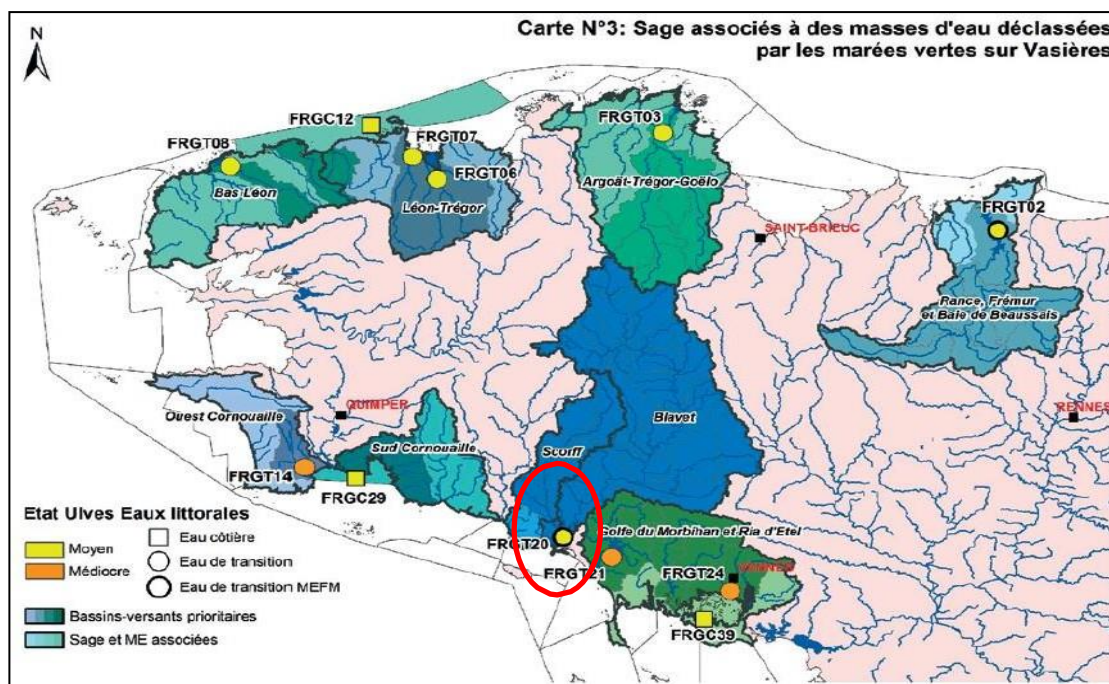 Carte N°3: Sage associés à des masses d'eau déclassées
par les marées vertes sur Vasières
N
FRGC12
FRGT08
FRGT07
FRGT06
FRGT03
FRGT02
Bas Léon
Léon-Trégor
Argoât-Trégor-Goëlo
SAINT-BRIEUC
Rance, Frémur
et Baie de Beaussais
Ouest Cornouaille
QUIMPER
Sud Cornouaille
Scorff
Blavet
RENNES
FRGT14
FRGC29
FRGT20
Golfe du Morbihan et Ria d'Etel
FRGT21
FRGT24
VANNES
FRGC39
Etat Ulves Eaux littorales
Moyen
Médiocre
Eau côtière
Eau de transition
Eau de transition MEFM
Bassins-versants prioritaires
Sage et ME associées